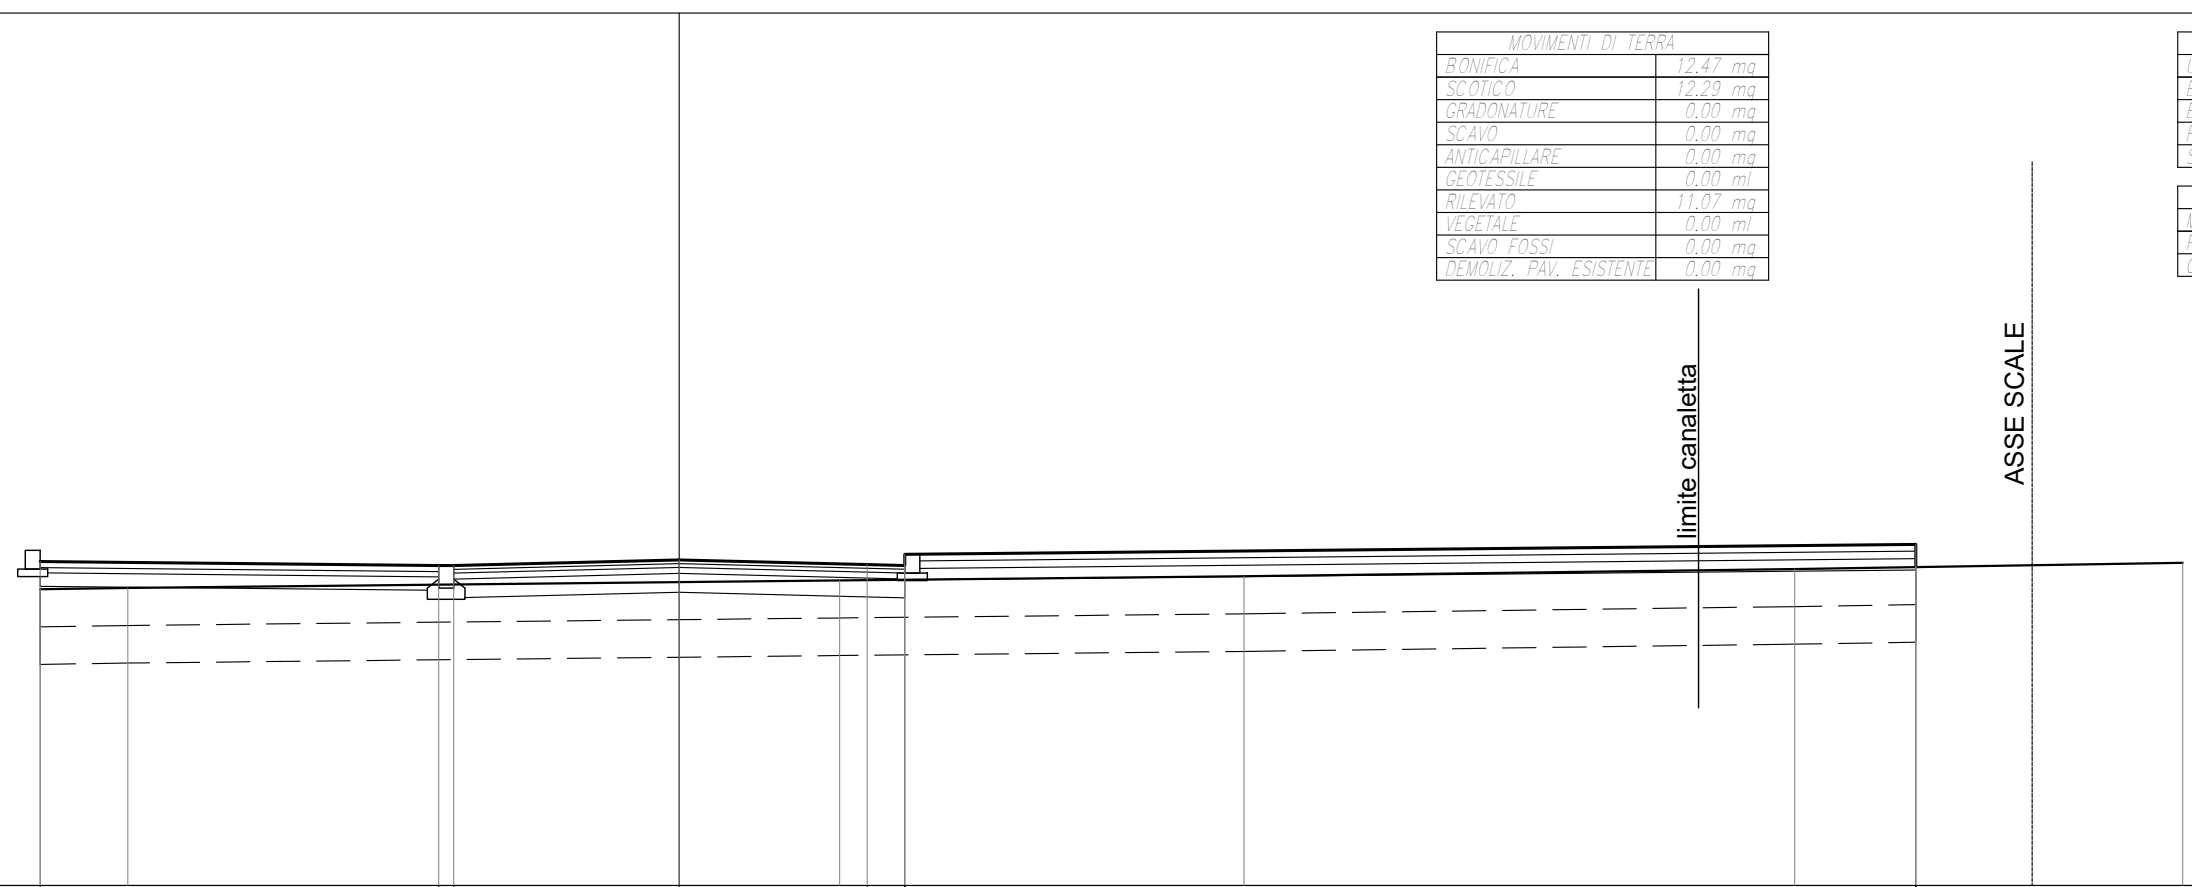 MOVIMENTI DI TERRA
BONIFICA 12.47 mq
SCOTICO 12.29 mq
GRADONATURE 0.00 mq
SCAVO 0.00 mq
ANTICAPILLARE 0.00 mq
GEOTESSILE 0.00 ml
RILEVATO 11.07 mq
VEGETALE 0.00 ml
SCAVO FOSSI 0.00 mq
DEMOLIZ. PAV. ESISTENTE 0.00 mq
limite canaletta
ASSE SCALE